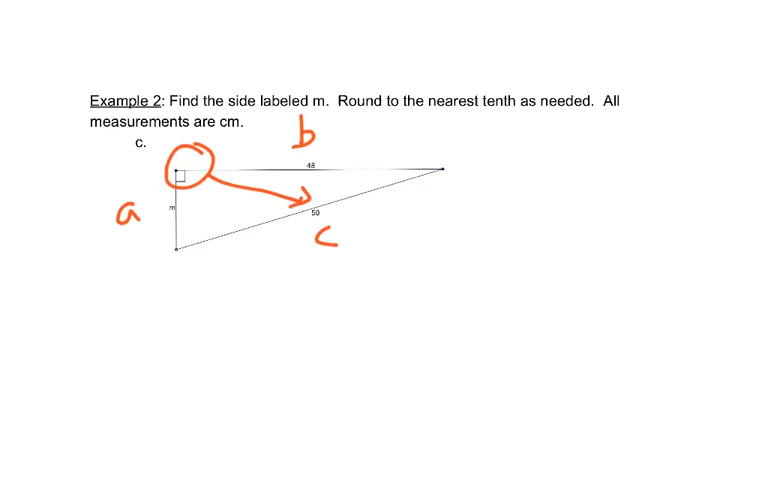 Example 2: Find the side labeled m. Round to the nearest tenth as needed. All
measurements are cm.
b
c.
48
a
m
50
c